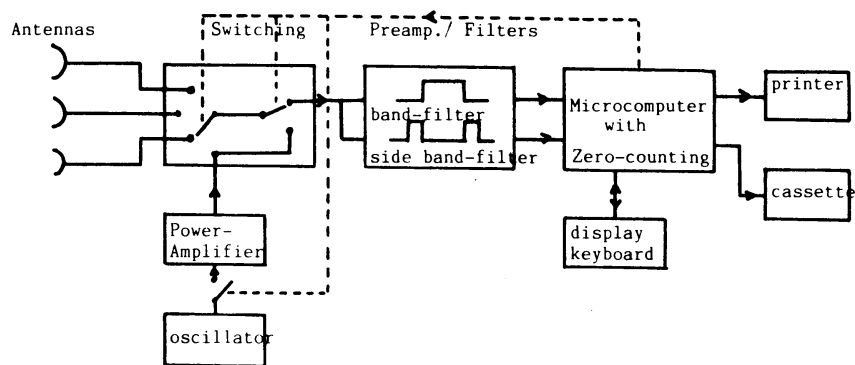 Antennas
Switching
Preamp./ Filters
band-filter
side band-filter
Microcomputer
with
Zero-counting
printer
cassette
Power-
Amplifier
display
keyboard
oscillator